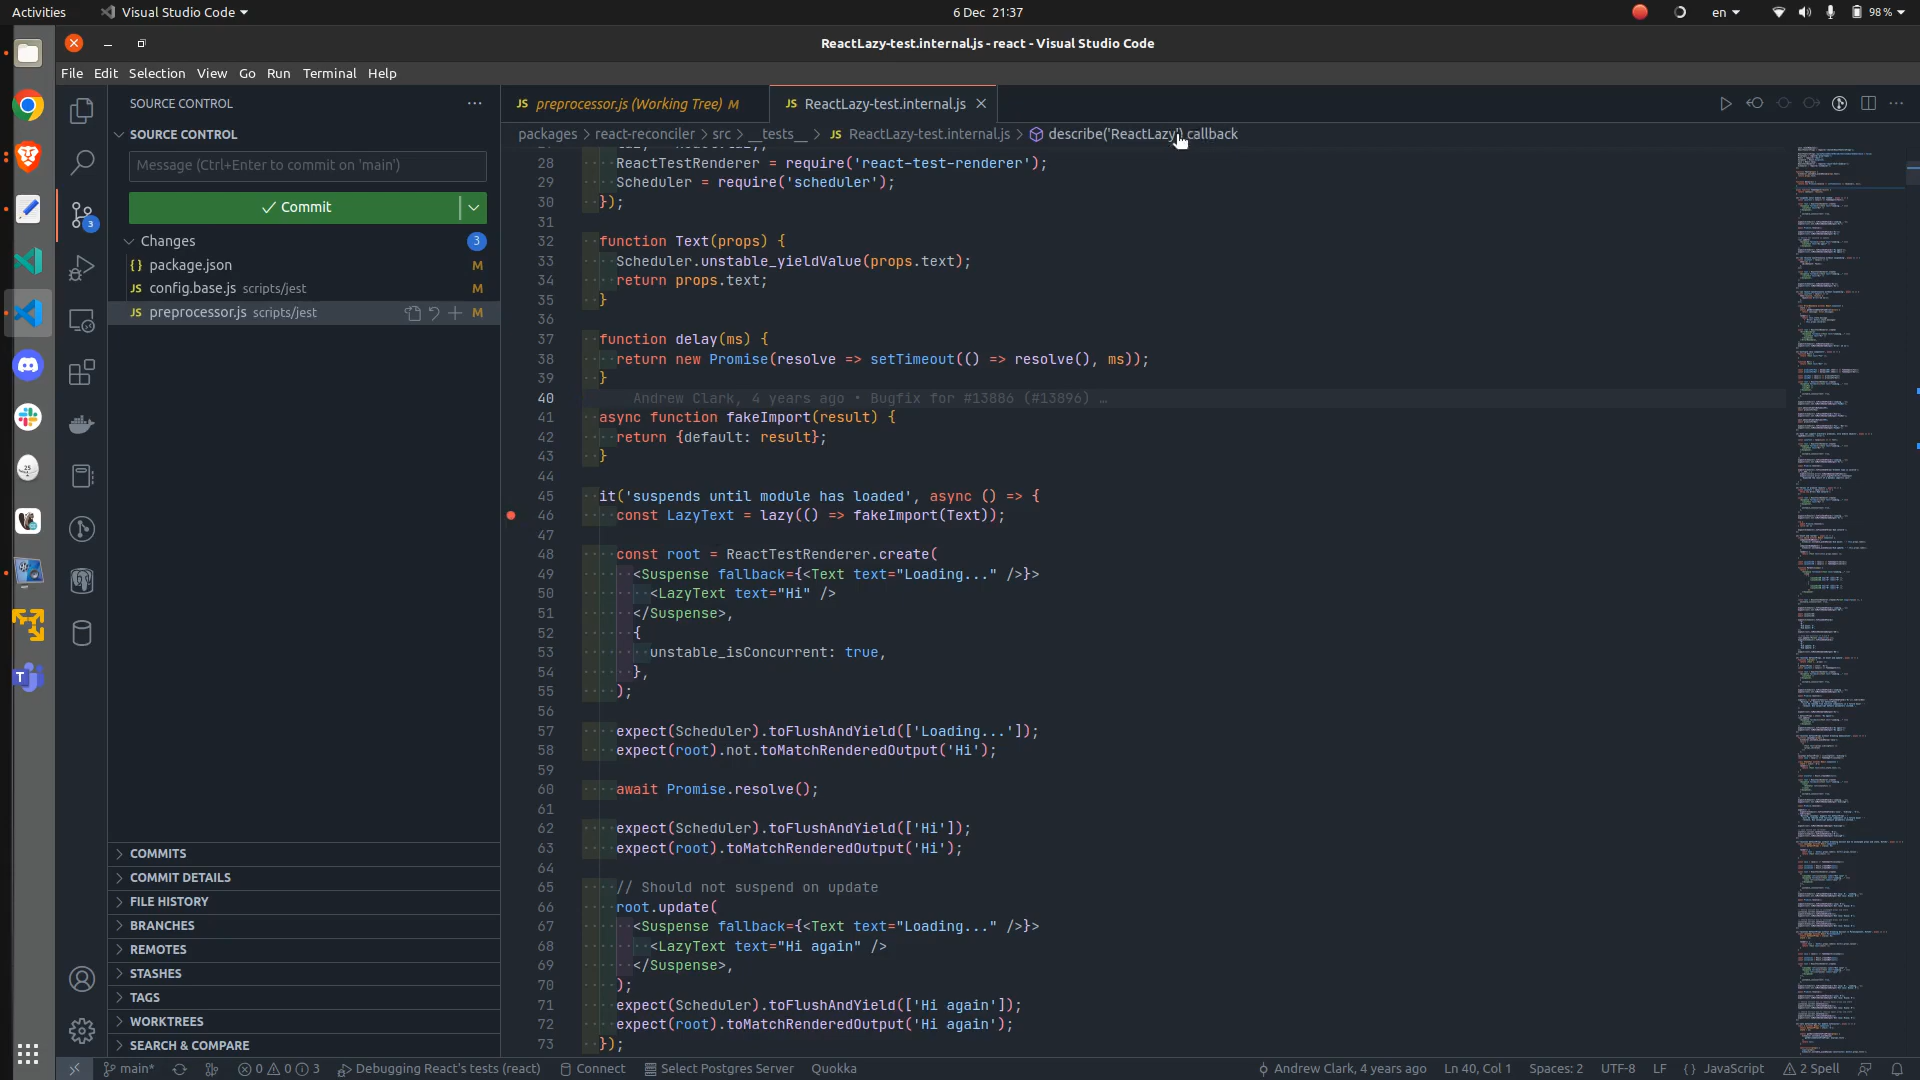 Activities
Visual Studio Code
6 Dec 21:37
en
98 %
ReactLazy-test.internal.js - react - Visual Studio Code
File Edit Selection View Go Run Terminal Help
SOURCE CONTROL
SOURCE CONTROL
Message (Ctrl+Enter to commit on 'main')
Commit
Changes
3
3
{} package.json M
JS config.base.js scripts/jest M
JS preprocessor.js scripts/jest M
25
T
COMMITS
COMMIT DETAILS
FILE HISTORY
BRANCHES
REMOTES
STASHES
TAGS
WORKTREES
SEARCH & COMPARE
JS preprocessor.js (Working Tree) M
JS ReactLazy-test.internal.js
packages > react-reconciler > src > __tests__ > JS ReactLazy-test.internal.js > describe('ReactLazy') callback
28 ReactTestRenderer = require('react-test-renderer');
29 Scheduler = require('scheduler');
30 });
31
32 function Text(props) {
33 Scheduler.unstable_yieldValue(props.text);
34 return props.text;
35 }
36
37 function delay(ms) {
38 return new Promise(resolve => setTimeout(() => resolve(), ms));
39 }
40 Andrew Clark, 4 years ago • Bugfix for #13886 (#13896) …
41 async function fakeImport(result) {
42 return {default: result};
43 }
44
45 it('suspends until module has loaded', async () => {
46 const LazyText = lazy(() => fakeImport(Text));
47
48 const root = ReactTestRenderer.create(
49 <Suspense fallback={<Text text="Loading..." />}>
50 <LazyText text="Hi" />
51 </Suspense>,
52 {
53 unstable_isConcurrent: true,
54 },
55 );
56
57 expect(Scheduler).toFlushAndYield(['Loading...']);
58 expect(root).not.toMatchRenderedOutput('Hi');
59
60 await Promise.resolve();
61
62 expect(Scheduler).toFlushAndYield(['Hi']);
63 expect(root).toMatchRenderedOutput('Hi');
64
65 // Should not suspend on update
66 root.update(
67 <Suspense fallback={<Text text="Loading..." />}>
68 <LazyText text="Hi again" />
69 </Suspense>,
70 );
71 expect(Scheduler).toFlushAndYield(['Hi again']);
72 expect(root).toMatchRenderedOutput('Hi again');
73 });
main* 0 0 3 Debugging React's tests (react) Connect Select Postgres Server Quokka Andrew Clark, 4 years ago Ln 40, Col 1 Spaces: 2 UTF-8 LF {} JavaScript 2 Spell